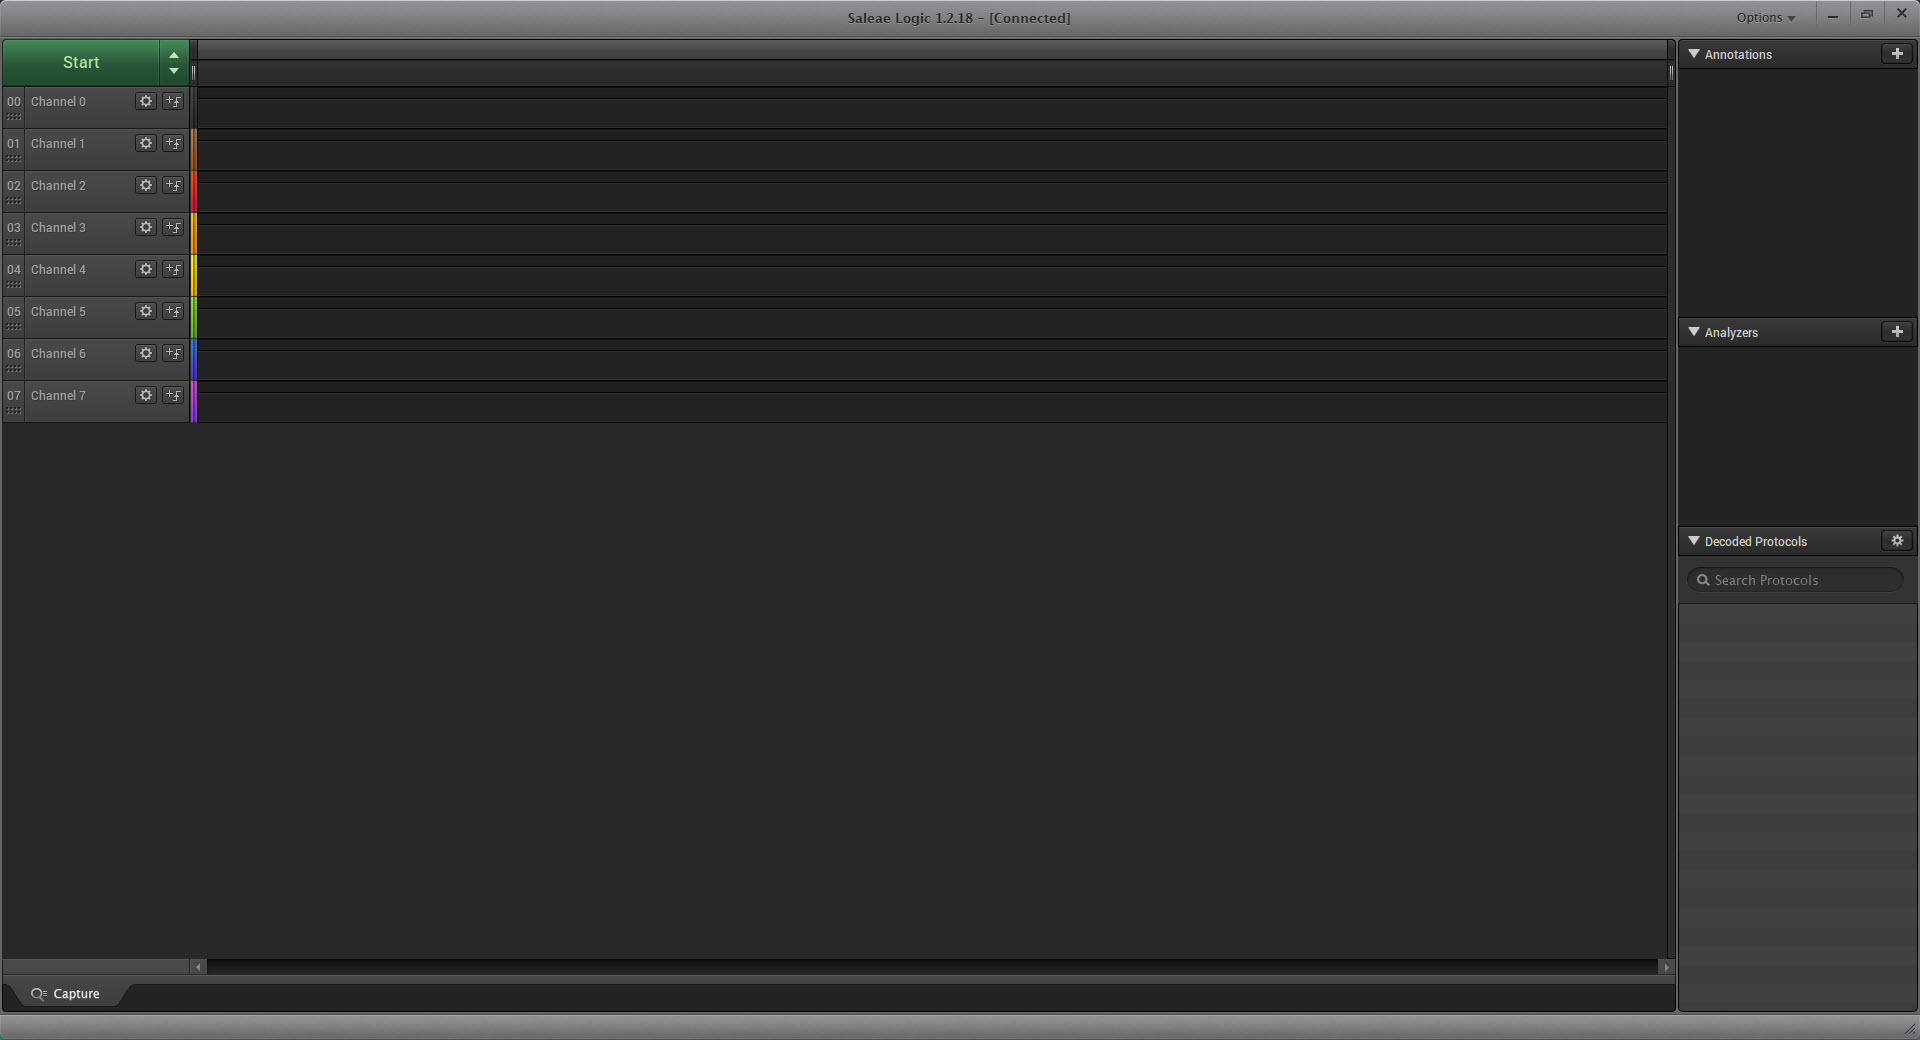 Saleae Logic 1.2.18 - [Connected]
Options
Start
00 Channel 0
01 Channel 1
02 Channel 2
03 Channel 3
04 Channel 4
05 Channel 5
06 Channel 6
07 Channel 7
Annotations
Analyzers
Decoded Protocols
Search Protocols
Capture